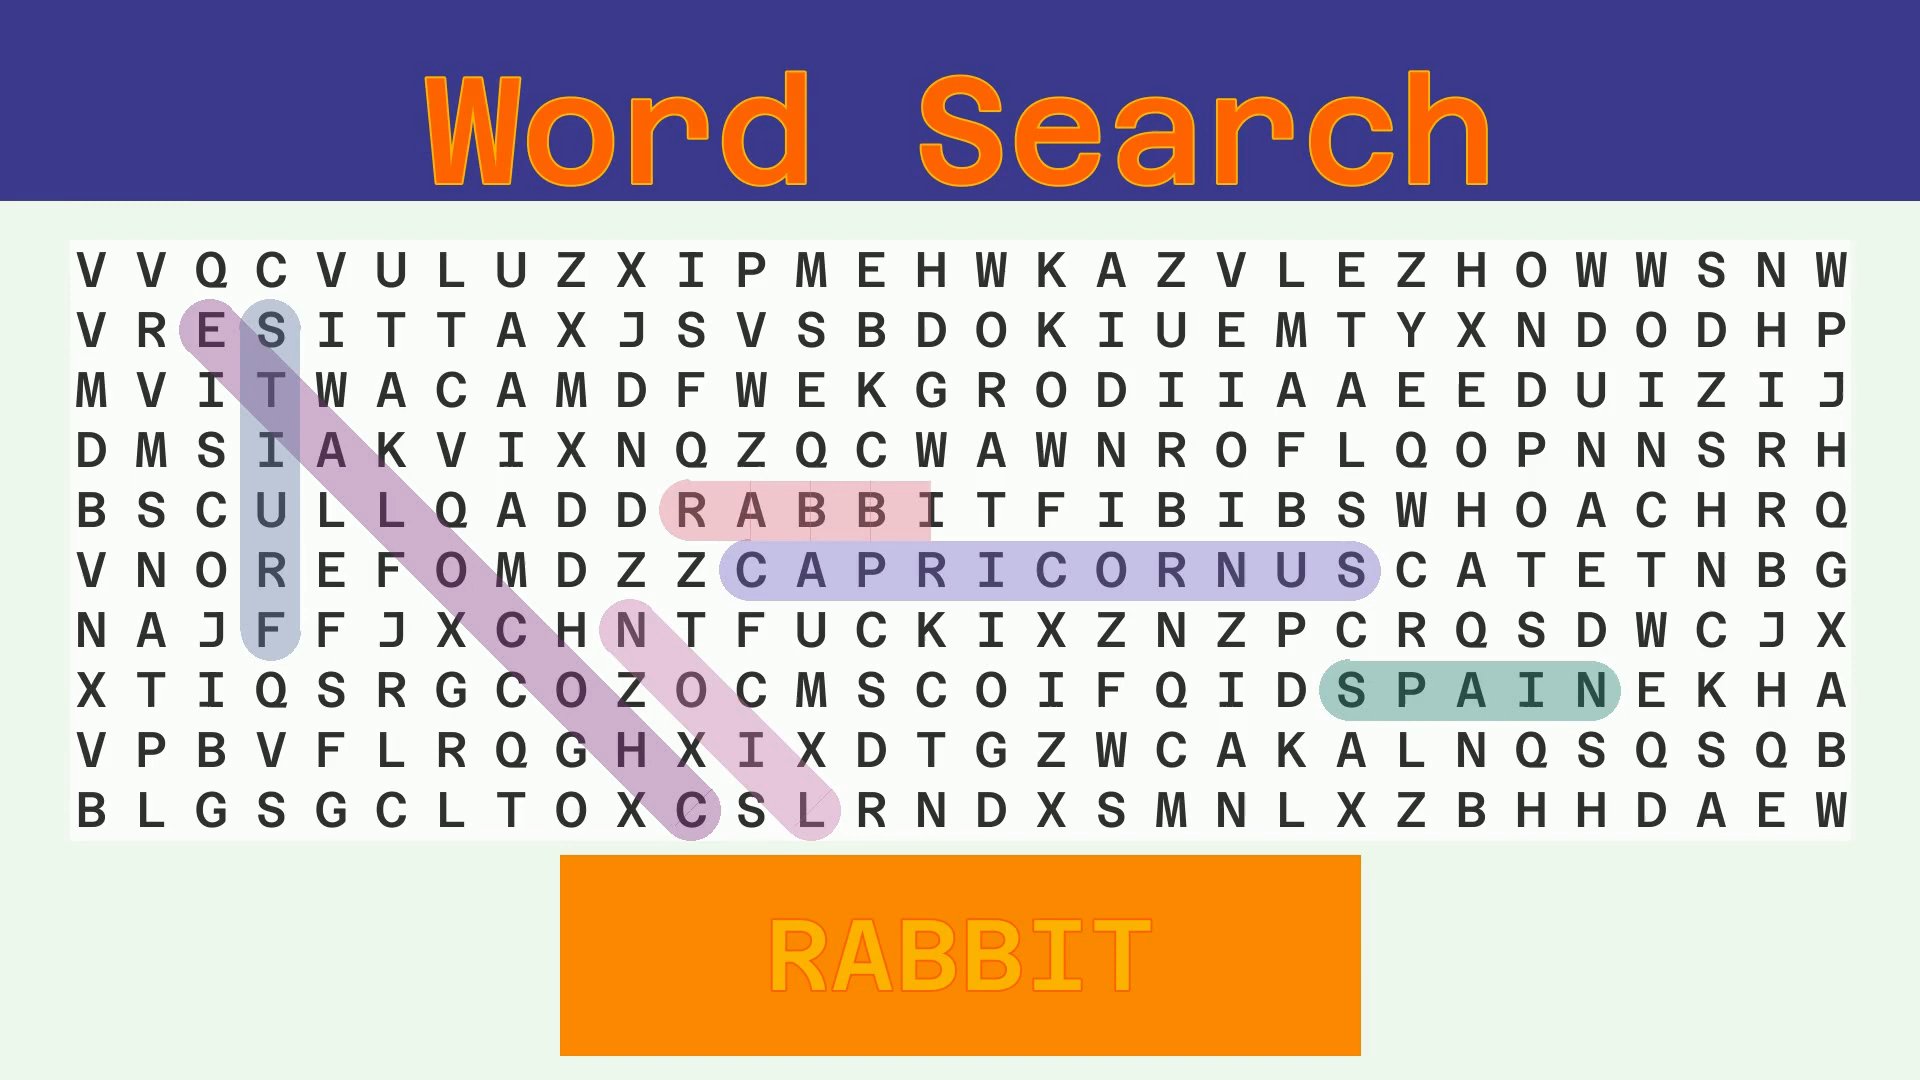 Word Search
V V Q C V U L U Z X I P M E H W K A Z V L E Z H O W W S N W
V R E S I T T A X J S V S B D O K I U E M T Y X N D O D H P
M V I T W A C A M D F W E K G R O D I I A A E E D U I Z I J
D M S I A K V I X N Q Z Q C W A W N R O F L Q O P N N S R H
B S C U L L Q A D D R A B B I T F I B I B S W H O A C H R Q
V N O R E F O M D Z Z C A P R I C O R N U S C A T E T N B G
N A J F F J X C H N T F U C K I X Z N Z P C R Q S D W C J X
X T I Q S R G C O Z O C M S C O I F Q I D S P A I N E K H A
V P B V F L R Q G H X I X D T G Z W C A K A L N Q S Q S Q B
B L G S G C L T O X C S L R N D X S M N L X Z B H H D A E W
RABBIT